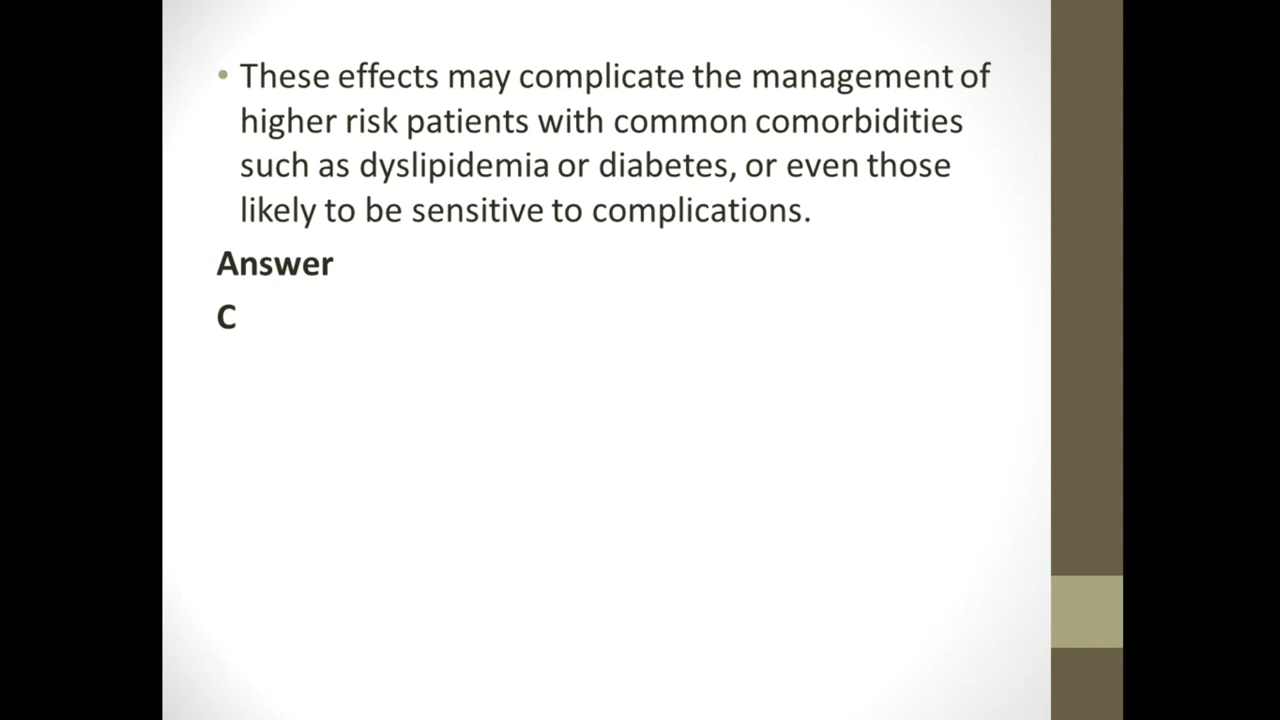 • These effects may complicate the management of
higher risk patients with common comorbidities
such as dyslipidemia or diabetes, or even those
likely to be sensitive to complications.
Answer
C